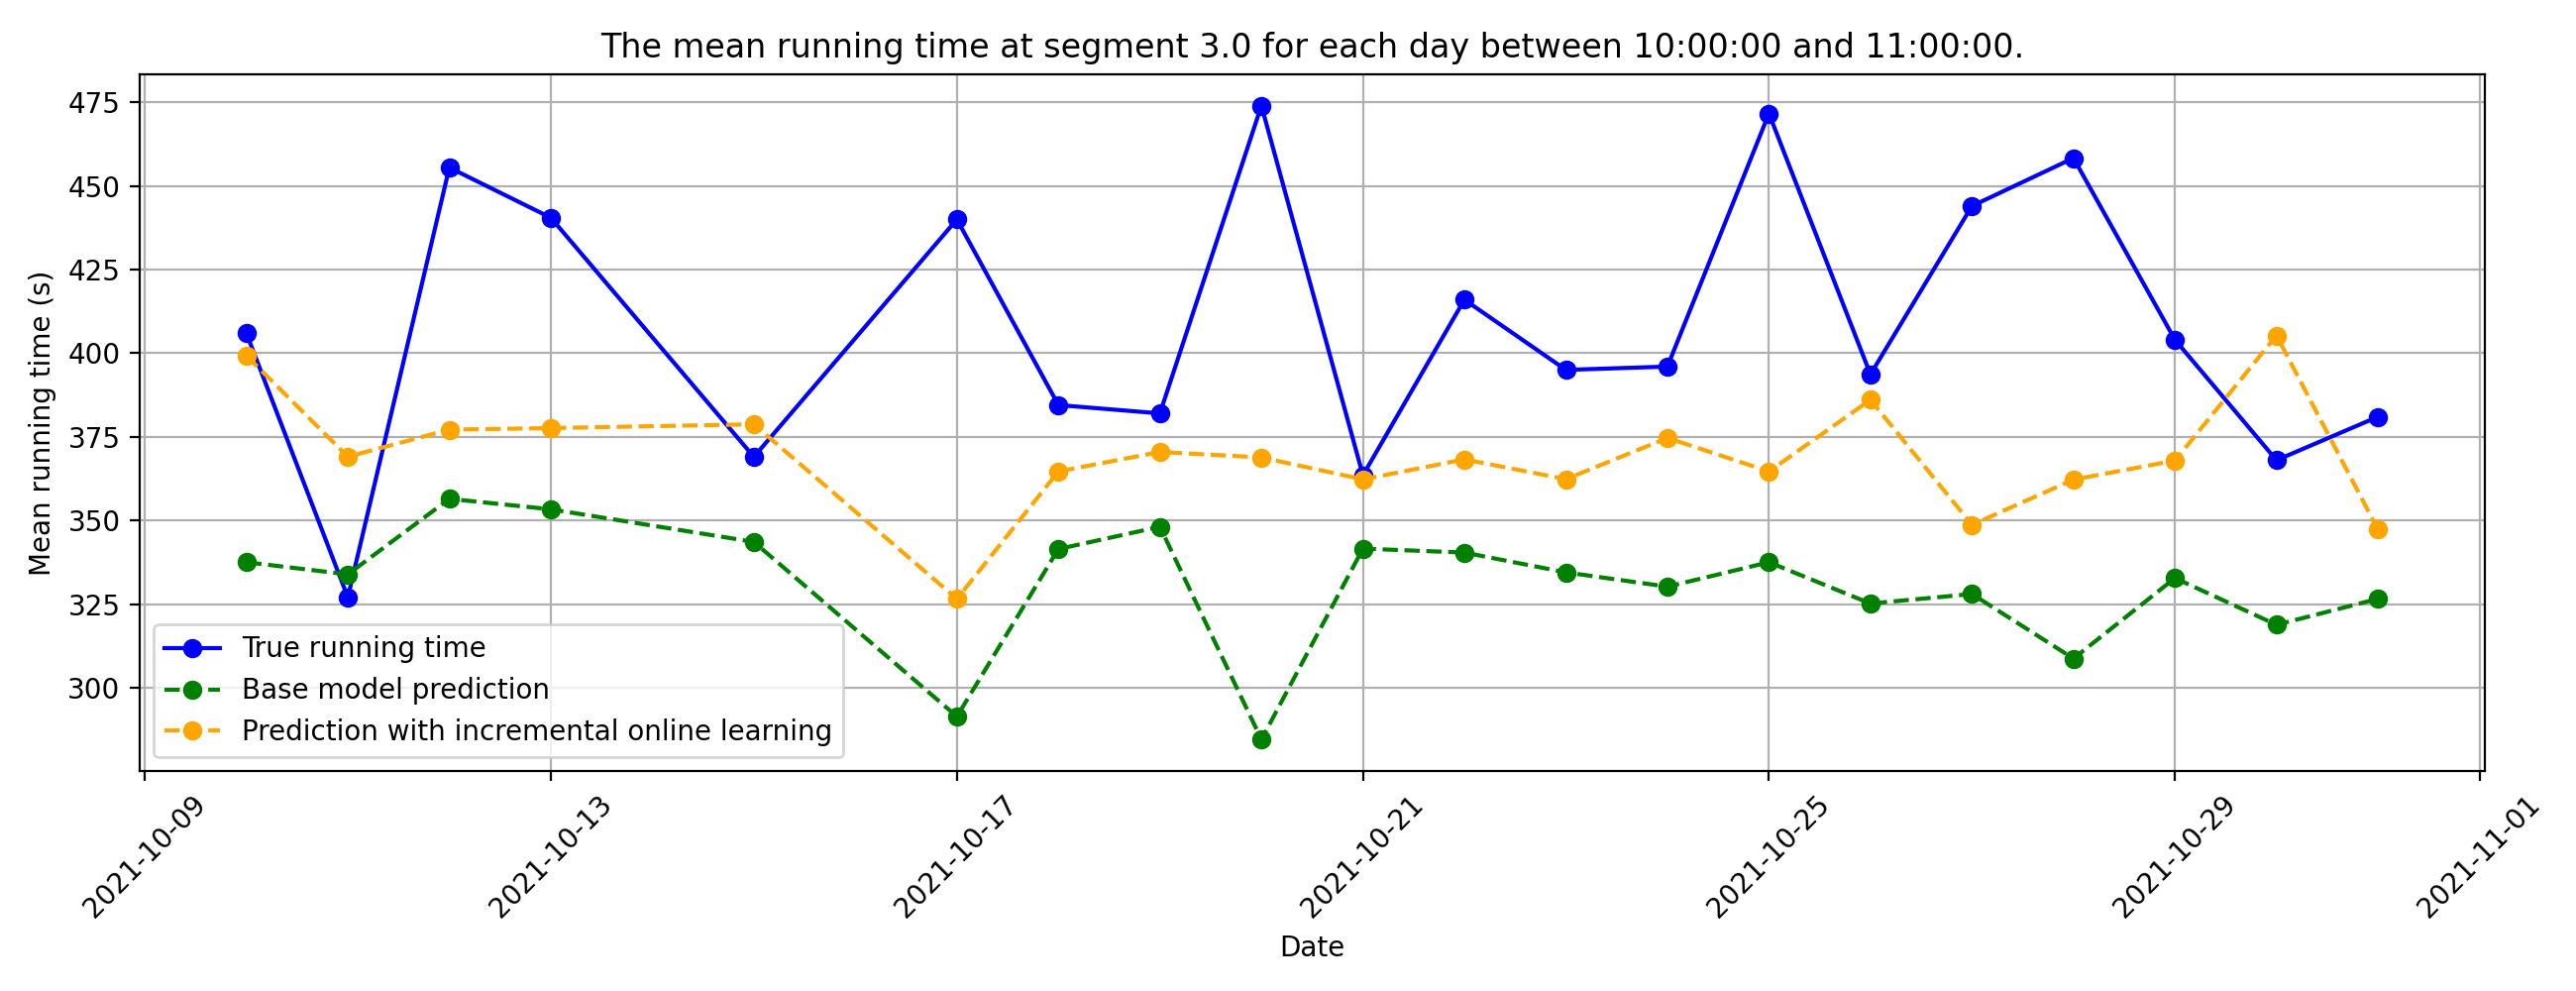 The mean running time at segment 3.0 for each day between 10:00:00 and 11:00:00.
Mean running time (s)
475
450
425
400
375
350
325
300
True running time
Base model prediction
Prediction with incremental online learning
2021-10-09
2021-10-13
2021-10-17
2021-10-21
2021-10-25
2021-10-29
2021-11-01
Date